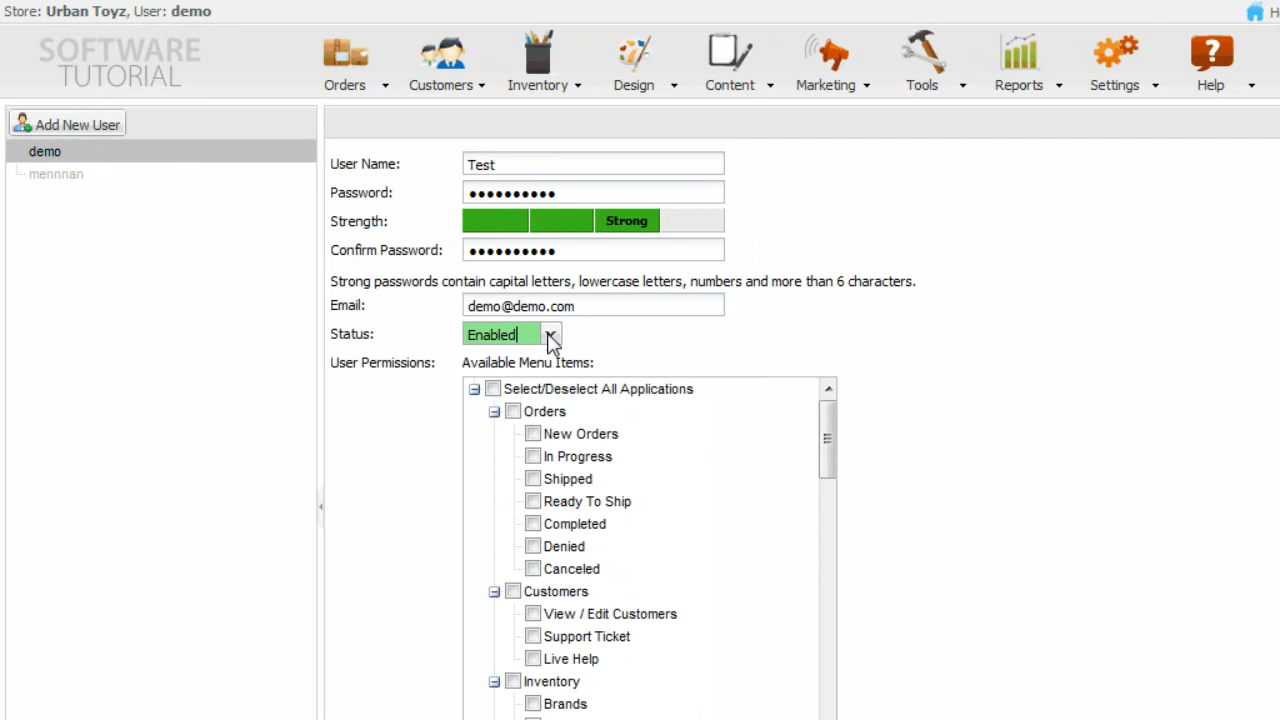 Store: Urban Toyz, User: demo
H
SOFTWARE
TUTORIAL
Orders
Customers
Inventory
Design
Content
Marketing
Tools
Reports
Settings
Help
Add New User
demo
mennnan
User Name: Test
Password: ●●●●●●●●●●
Strength: Strong
Confirm Password: ●●●●●●●●●●
Strong passwords contain capital letters, lowercase letters, numbers and more than 6 characters.
Email: demo@demo.com
Status: Enabled
User Permissions: Available Menu Items:
Select/Deselect All Applications
Orders
New Orders
In Progress
Shipped
Ready To Ship
Completed
Denied
Canceled
Customers
View / Edit Customers
Support Ticket
Live Help
Inventory
Brands